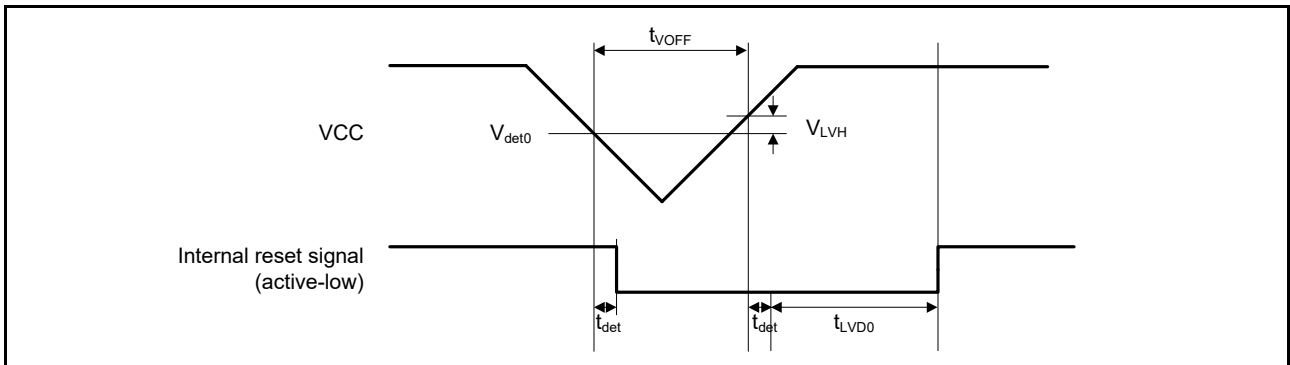 tVOFF
VCC
Vdet0
VLVH
Internal reset signal
(active-low)
tdet
tdet
tLVD0